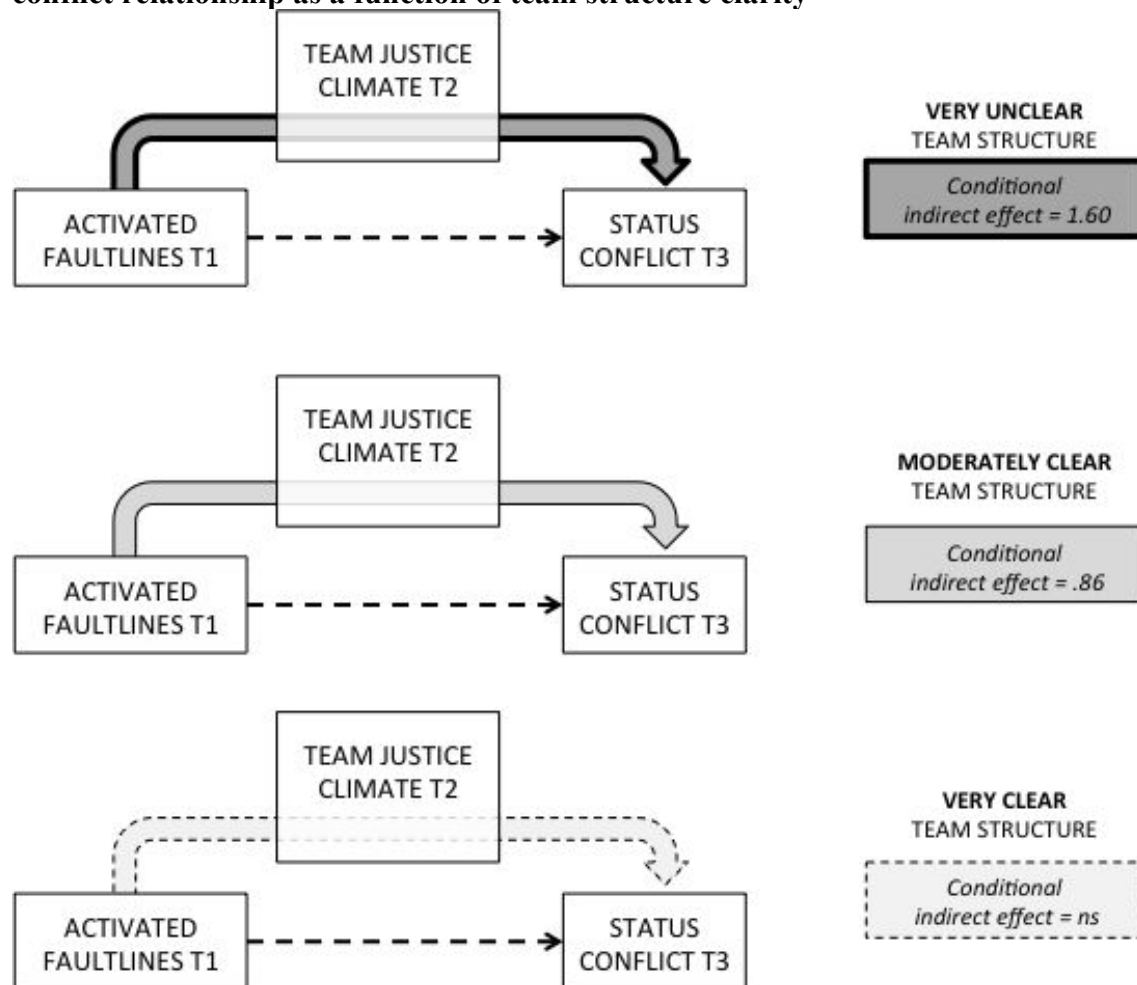 conflict relationship as a function of team structure clarity
TEAM JUSTICE
CLIMATE T2
ACTIVATED
FAULTLINES T1
STATUS
CONFLICT T3
VERY UNCLEAR
TEAM STRUCTURE
Conditional
indirect effect = 1.60
TEAM JUSTICE
CLIMATE T2
ACTIVATED
FAULTLINES T1
STATUS
CONFLICT T3
MODERATELY CLEAR
TEAM STRUCTURE
Conditional
indirect effect = .86
TEAM JUSTICE
CLIMATE T2
ACTIVATED
FAULTLINES T1
STATUS
CONFLICT T3
VERY CLEAR
TEAM STRUCTURE
Conditional
indirect effect = ns